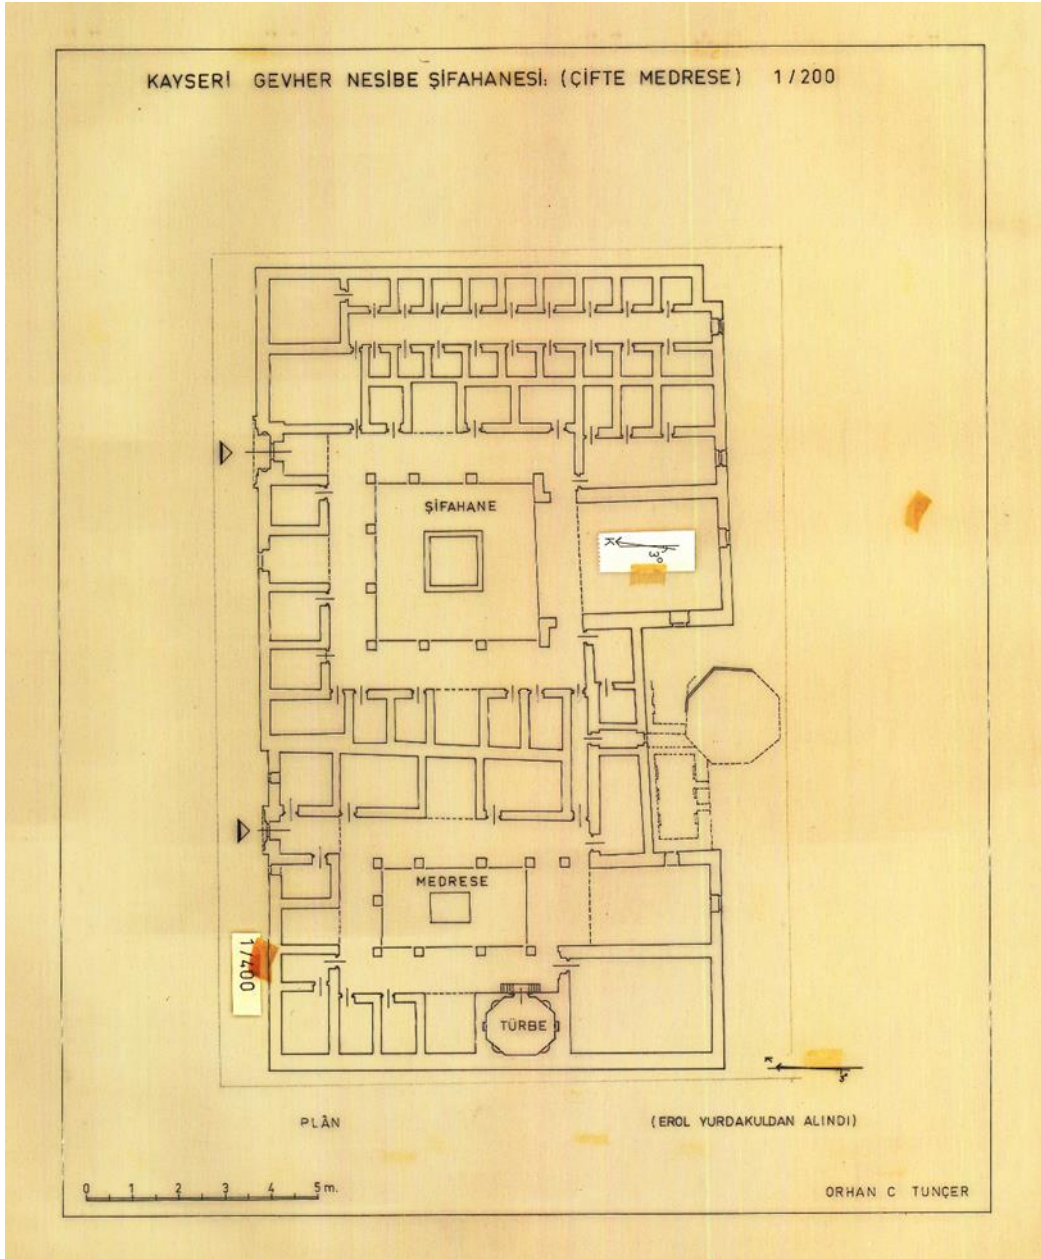 KAYSERİ GEVHER NESİBE ŞİFAHANESİ: (ÇİFTE MEDRESE) 1/200
ŞİFAHANE
K
MEDRESE
1/400
TÜRBE
K
PLÂN
(EROL YURDAKULDAN ALINDI)
0 1 2 3 4 5 m.
ORHAN C TUNÇER